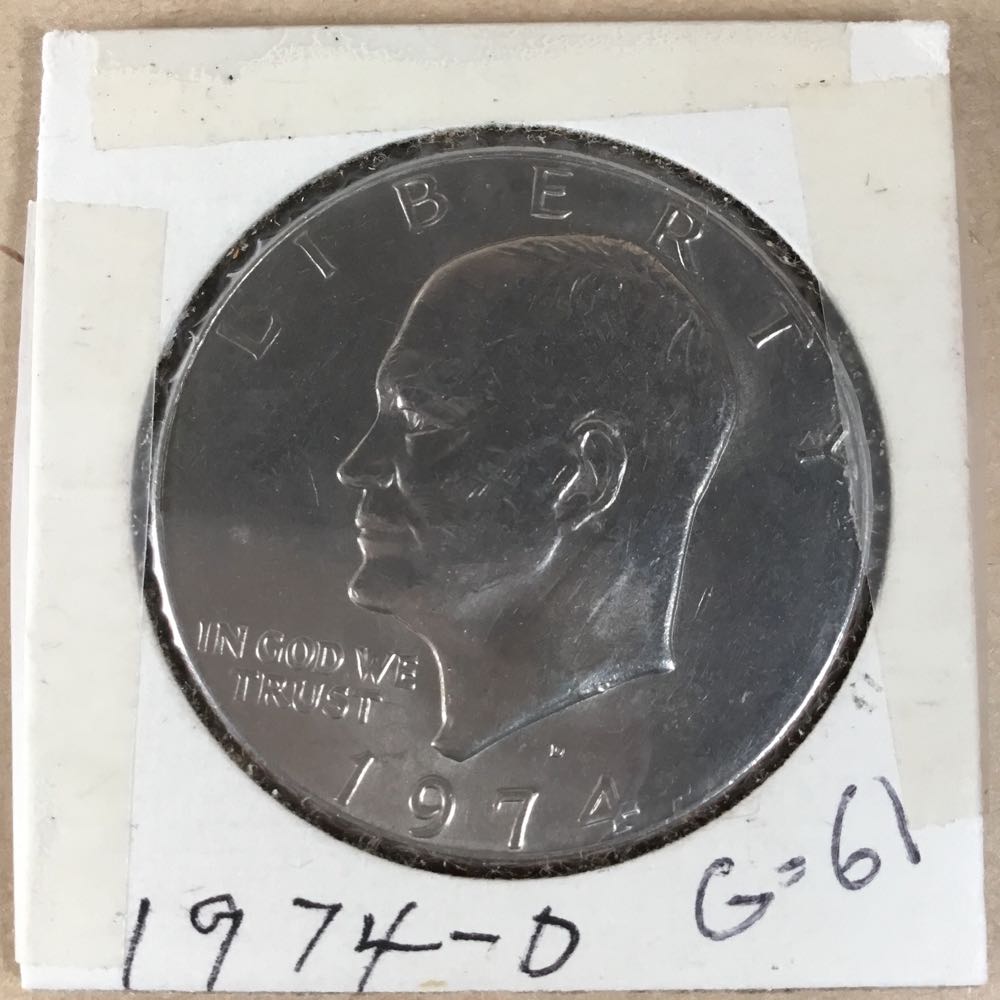 LIBERTY
IN GOD WE
TRUST
D
1974
G=61
1974-D